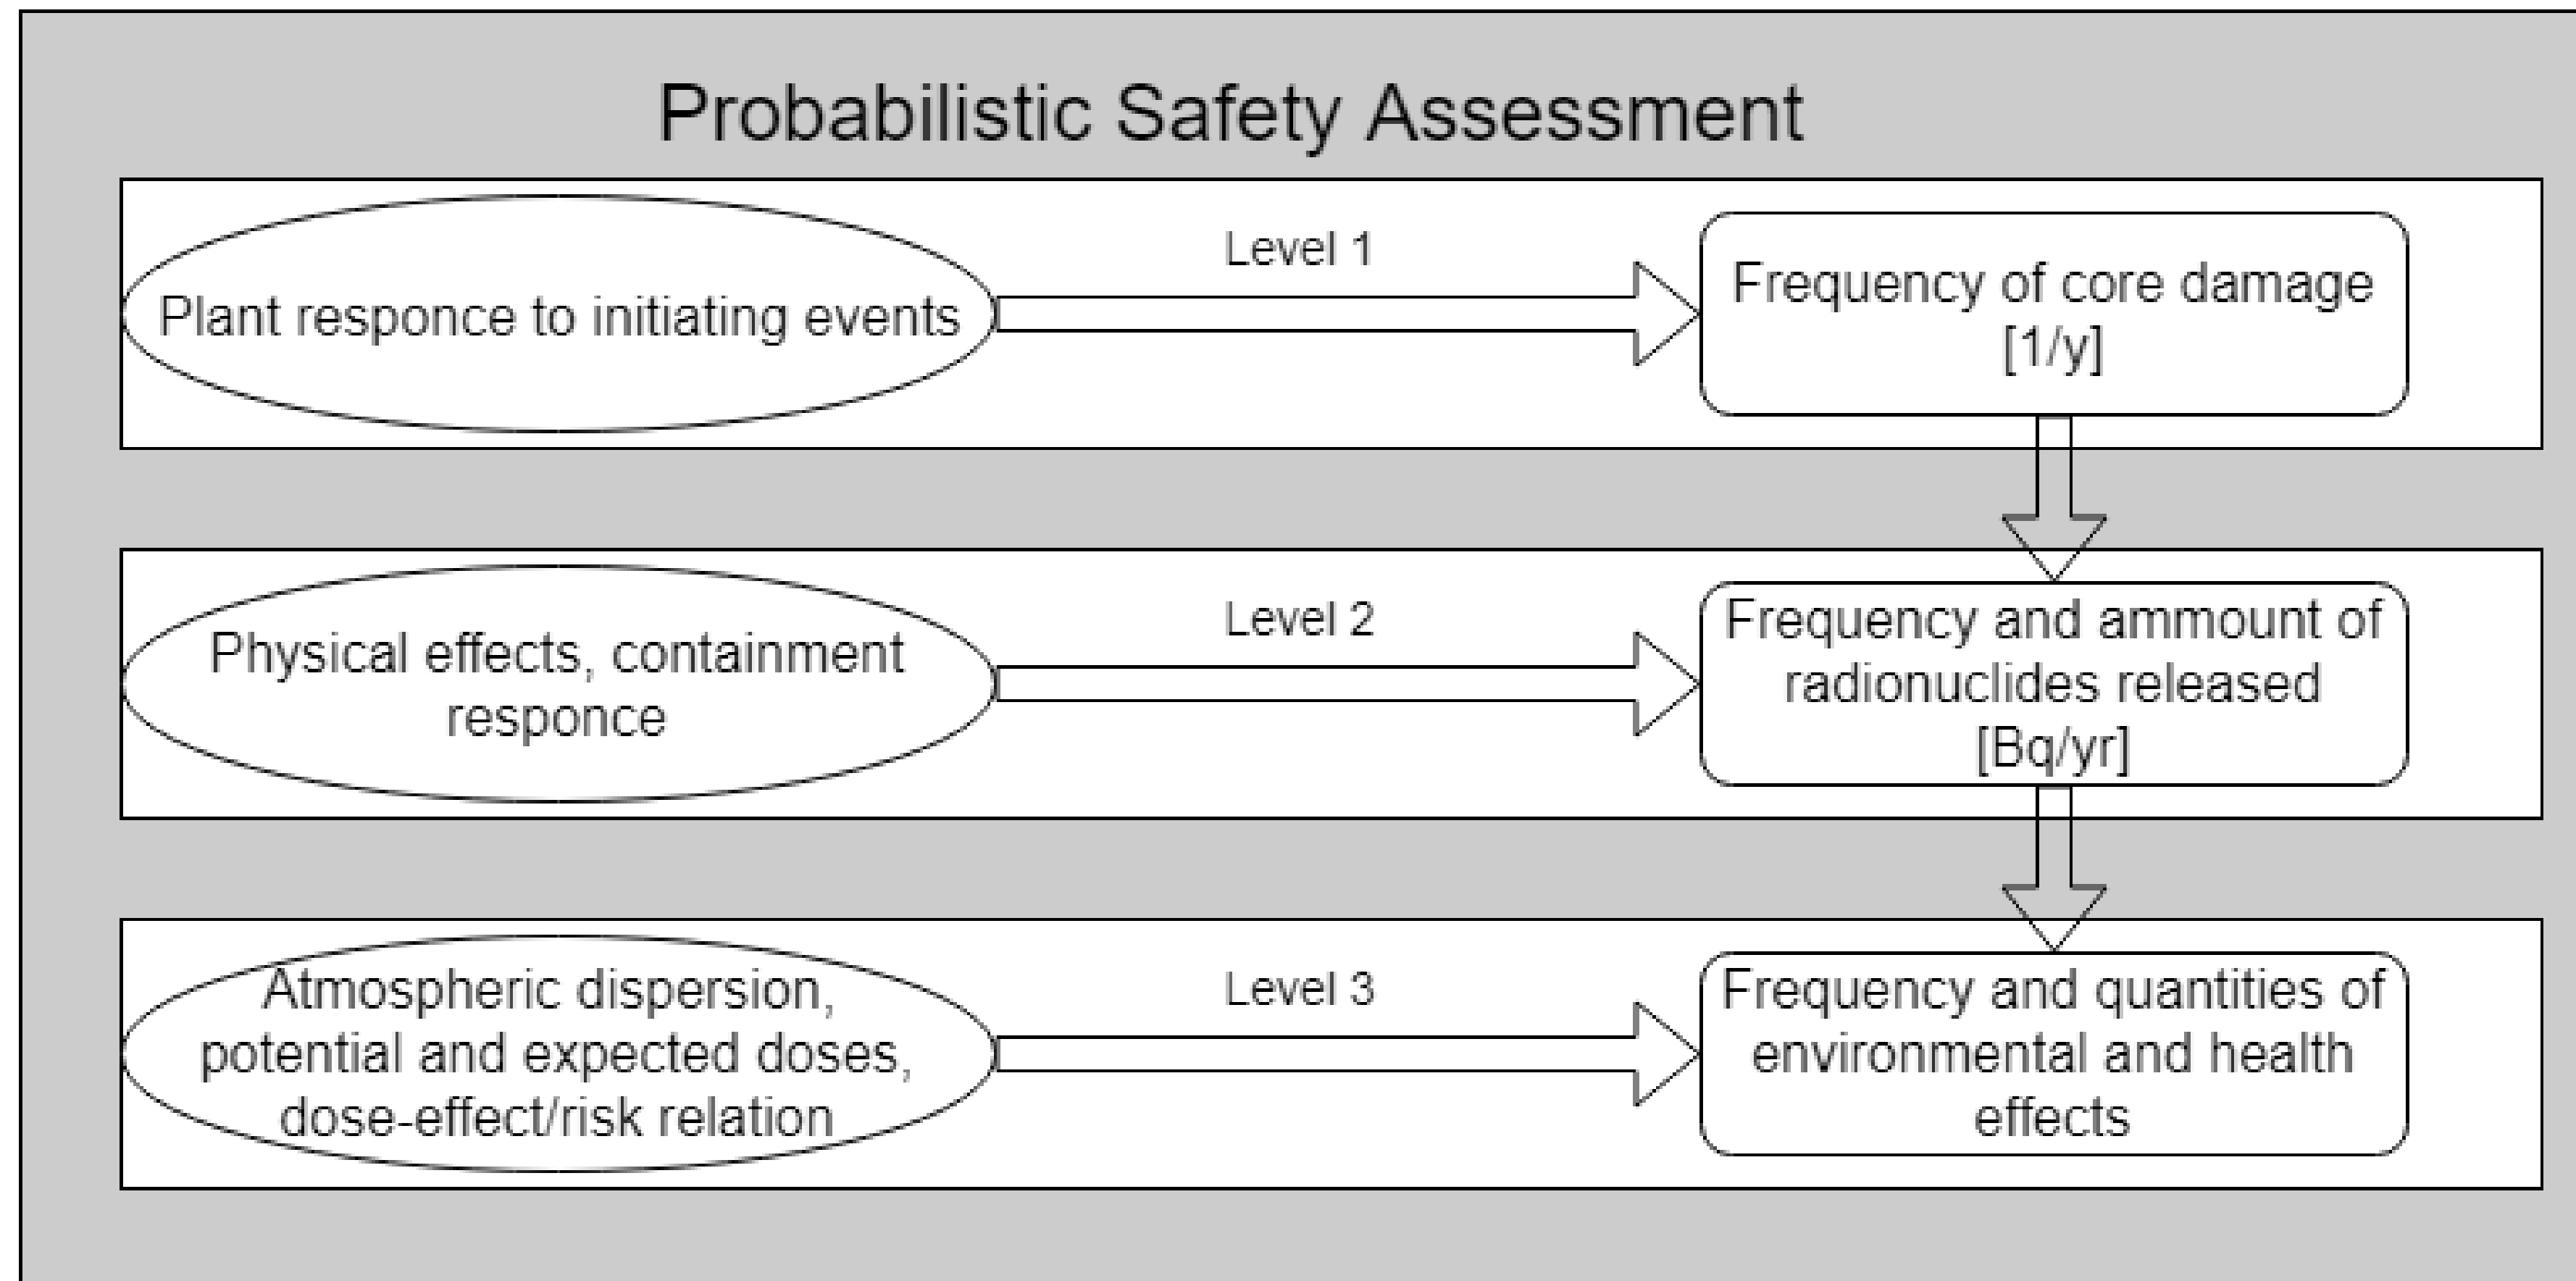 Probabilistic Safety Assessment
Plant responce to initiating events
Level 1
Frequency of core damage
[1/y]
Physical effects, containment
responce
Level 2
Frequency and ammount of
radionuclides released
[Bq/yr]
Atmospheric dispersion,
potential and expected doses,
dose-effect/risk relation
Level 3
Frequency and quantities of
environmental and health
effects